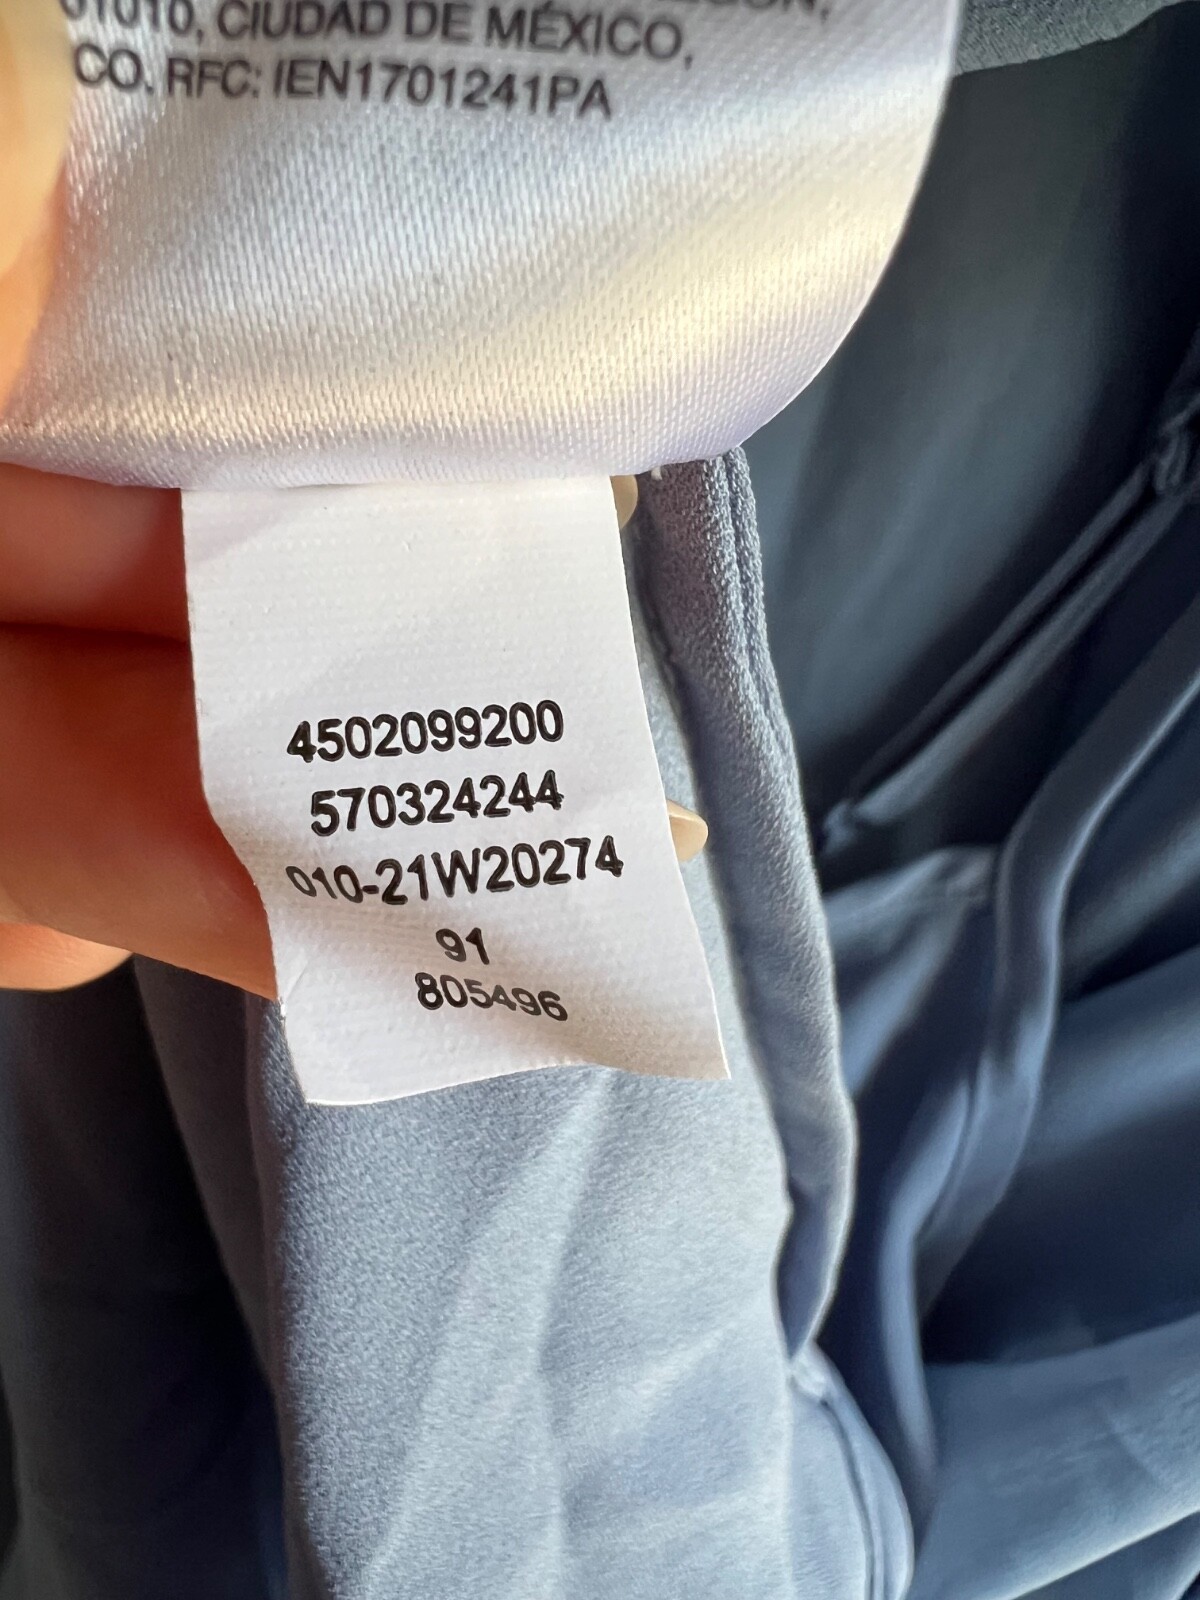 01010, CIUDAD DE MÉXICO,
CO. RFC: IEN1701241PA
4502099200
570324244
010-21W20274
91
805496